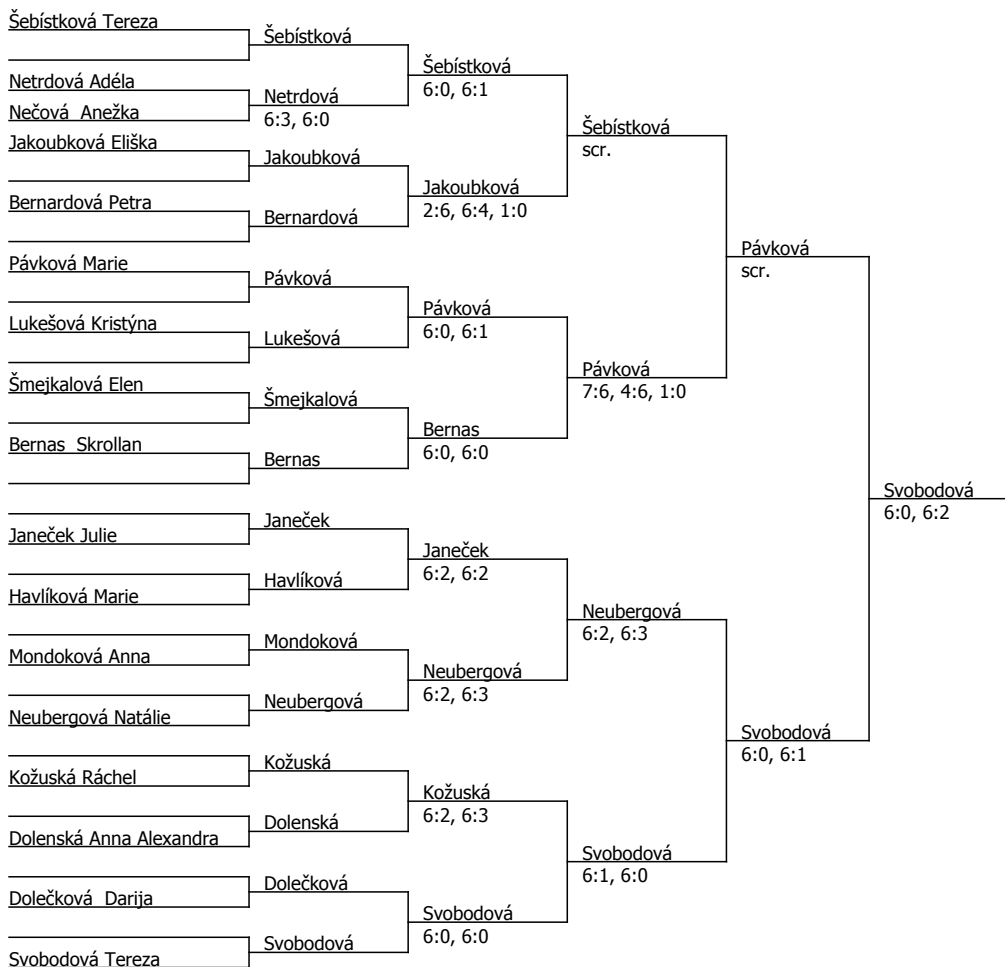 Šebístková Tereza
Netrdová Adéla
Nečová  Anežka
Jakoubková Eliška
Bernardová Petra
Pávková Marie
Lukešová Kristýna
Šmejkalová Elen
Bernas  Skrollan
Janeček Julie
Havlíková Marie
Mondoková Anna
Neubergová Natálie
Kožuská Ráchel
Dolenská Anna Alexandra
Dolečková  Darija
Svobodová Tereza
Šebístková
Netrdová
6:3, 6:0
Jakoubková
Bernardová
Pávková
Lukešová
Šmejkalová
Bernas
Janeček
Havlíková
Mondoková
Neubergová
Kožuská
Dolenská
Dolečková
Svobodová
Šebístková
6:0, 6:1
Jakoubková
2:6, 6:4, 1:0
Pávková
6:0, 6:1
Bernas
6:0, 6:0
Janeček
6:2, 6:2
Neubergová
6:2, 6:3
Kožuská
6:2, 6:3
Svobodová
6:0, 6:0
Šebístková
scr.
Pávková
7:6, 4:6, 1:0
Neubergová
6:2, 6:3
Svobodová
6:1, 6:0
Pávková
scr.
Svobodová
6:0, 6:1
Svobodová
6:0, 6:2